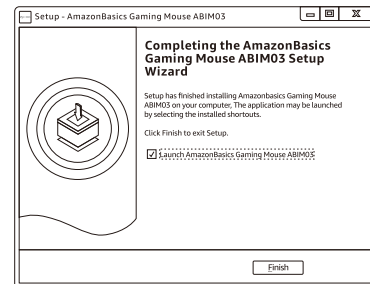 Setup - AmazonBasics Gaming Mouse ABIM03
Completing the AmazonBasics
Gaming Mouse ABIM03 Setup
Wizard
Setup has finished installing Amazonbasics Gaming Mouse
ABIM03 on your computer, The application may be launched
by selecting the installed shortcuts.
Click Finish to exit Setup.
Launch AmazonBasics Gaming Mouse ABIM03
Finish